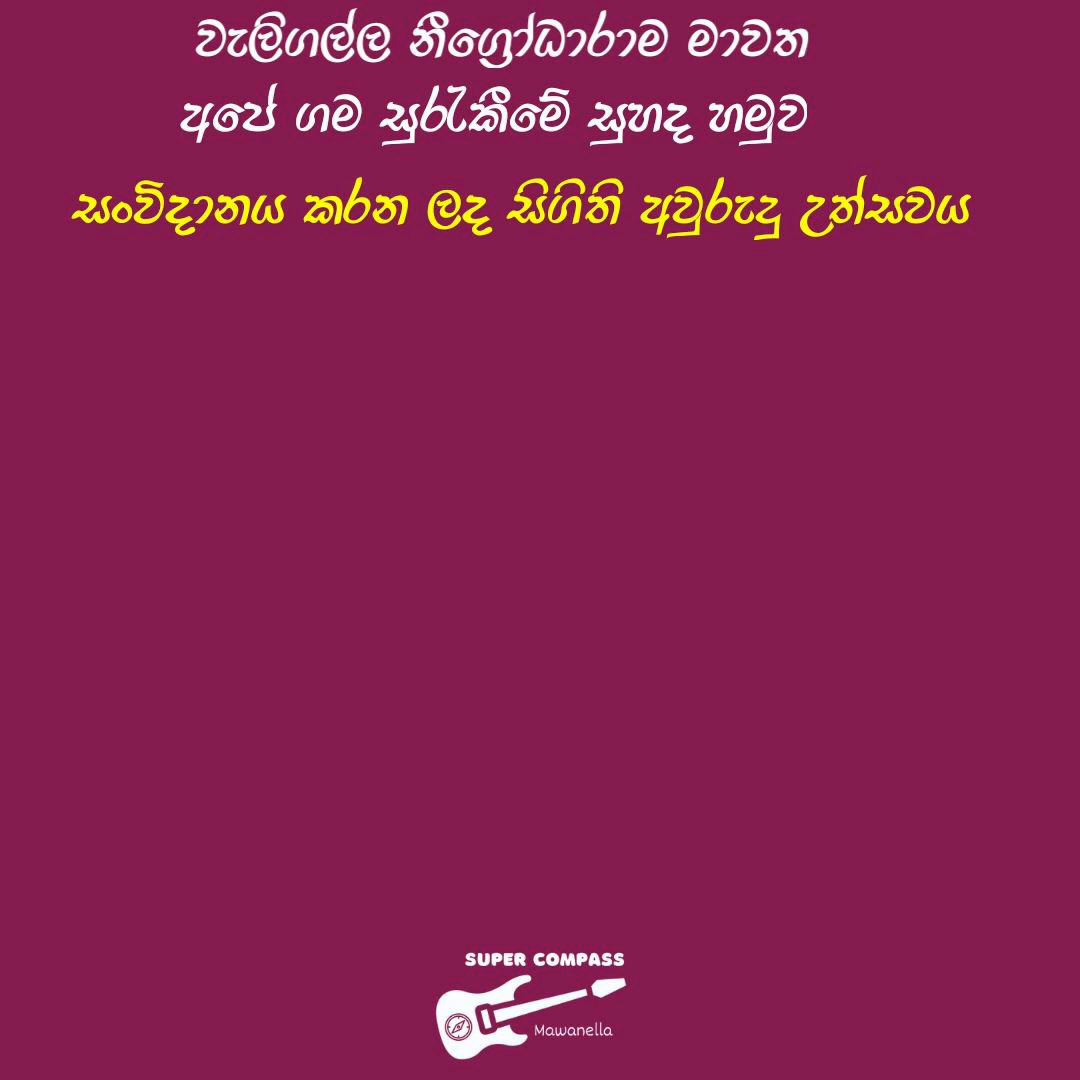 වැලිගල්ල නීග්‍රෝධාරාම මාවත
අපේ ගම සුරැකීමේ සුහද හමුව
සංවිදානය කරන ලද සිගිති අවුරුදු උත්සවය
SUPER COMPASS
Mawanella